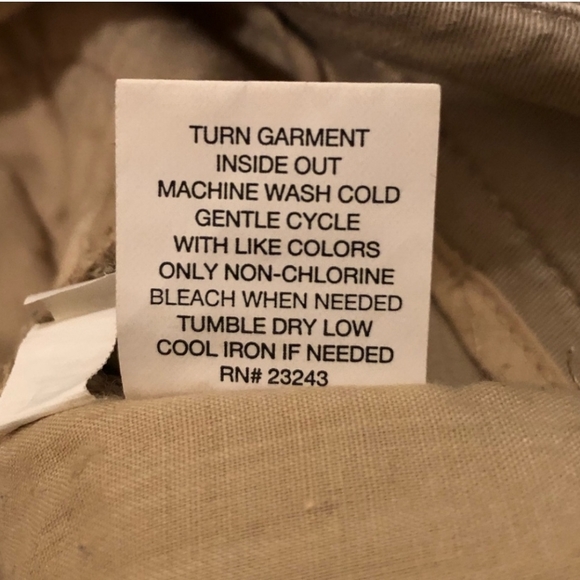 TURN GARMENT
INSIDE OUT
MACHINE WASH COLD
GENTLE CYCLE
WITH LIKE COLORS
ONLY NON-CHLORINE
BLEACH WHEN NEEDED
TUMBLE DRY LOW
COOL IRON IF NEEDED
RN# 23243